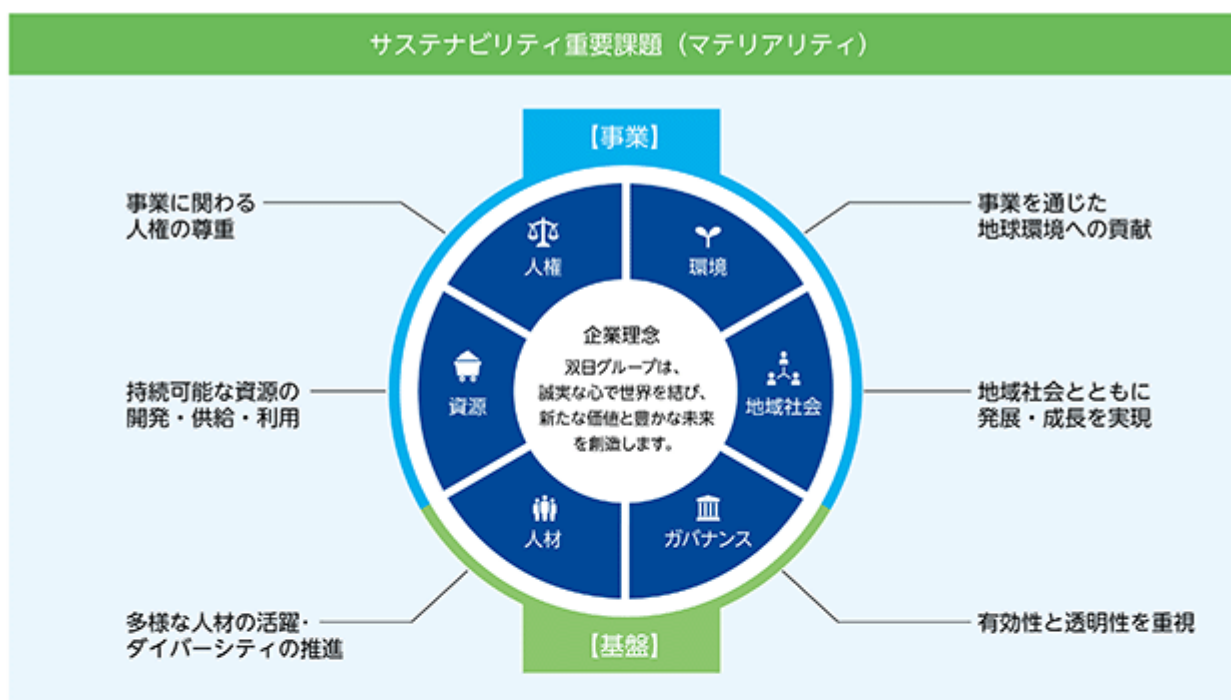 サステナビリティ重要課題（マテリアリティ）
【事業】
事業に関わる
人権の尊重
事業を通じた
地球環境への貢献
人権
環境
企業理念
双日グループは、
誠実な心で世界を結び、
新たな価値と豊かな未来
を創造します。
持続可能な資源の
開発・供給・利用
資源
地域社会
地域社会とともに
発展・成長を実現
人材
ガバナンス
多様な人材の活躍・
ダイバーシティの推進
有効性と透明性を重視
【基盤】